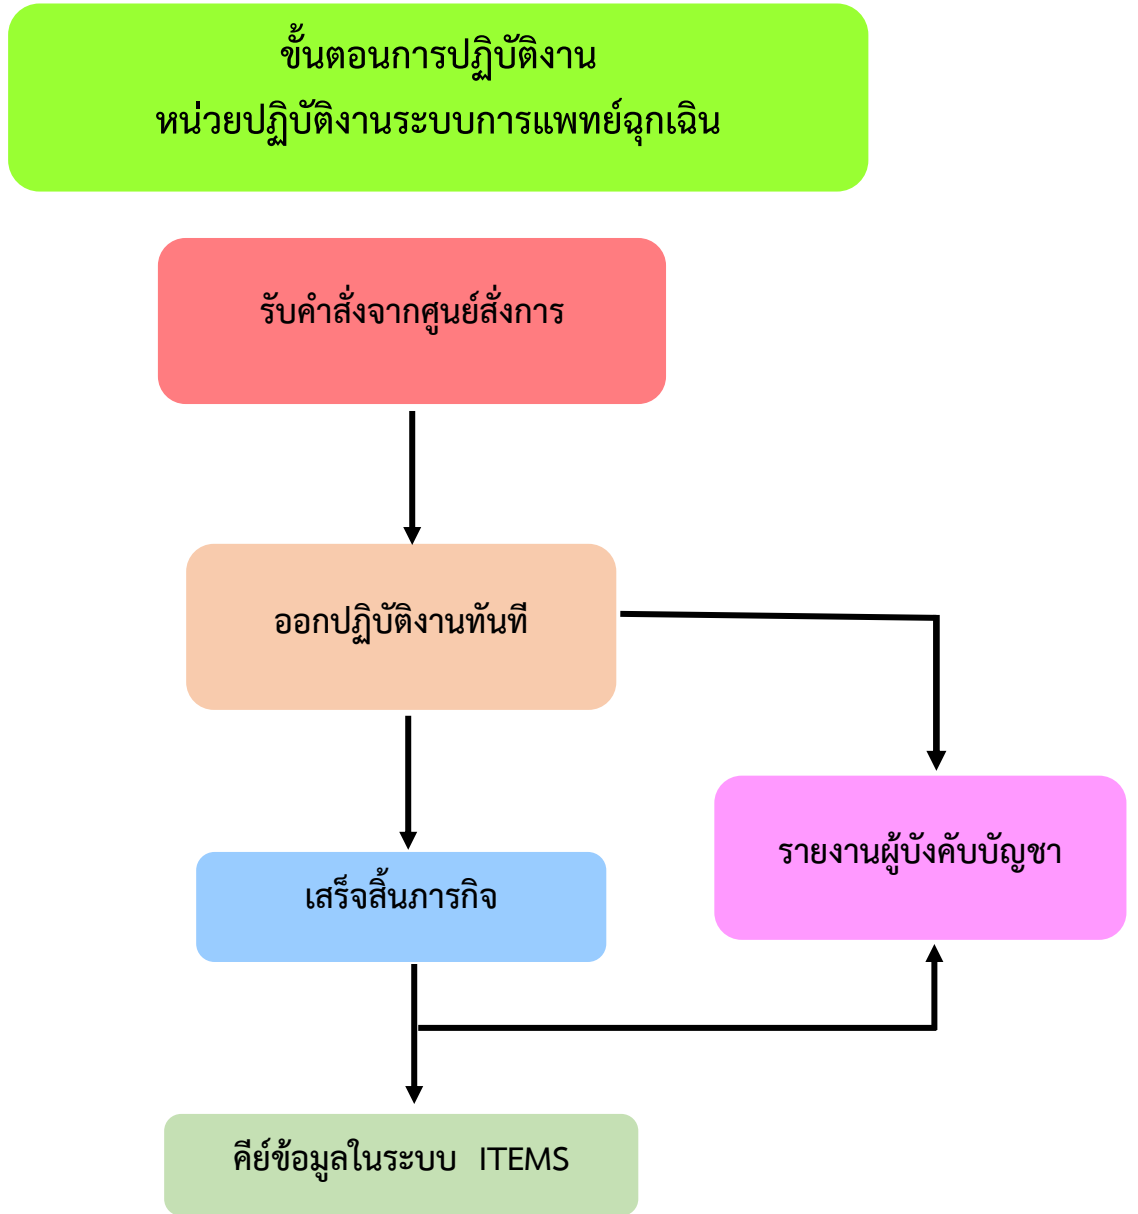 ขั้นตอนการปฏิบัติงาน
หน่วยปฏิบัติงานระบบการแพทย์ฉุกเฉิน
รับคำสั่งจากศูนย์สั่งการ
ออกปฏิบัติงานทันที
รายงานผู้บังคับบัญชา
เสร็จสิ้นภารกิจ
คีย์ข้อมูลในระบบ ITEMS